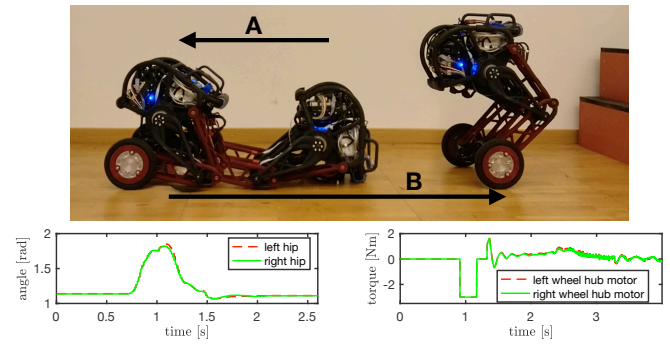 A
B
angle [rad]
2
1.5
1
left hip
right hip
0
0.5
1
1.5
2
2.5
time [s]
torque [Nm]
2
0
-2
left wheel hub motor
right wheel hub motor
0
1
2
3
time [s]